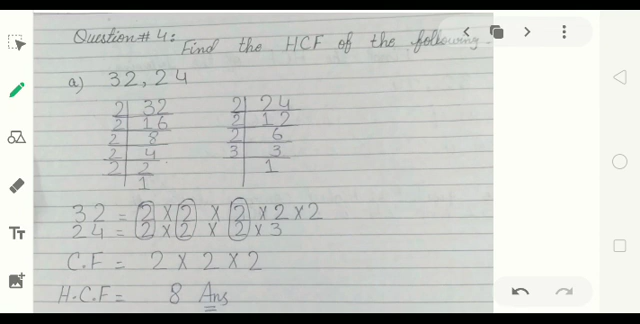 Question # 4:
Find the HCF of the following.
a) 32, 24
2 | 32
2 | 16
2 | 8
2 | 4
2 | 2
1
2 | 24
2 | 12
2 | 6
3 | 3
1
32 = 2 × 2 × 2 × 2 × 2
24 = 2 × 2 × 2 × 3
C.F = 2 × 2 × 2
H.C.F = 8 Ans
Tт